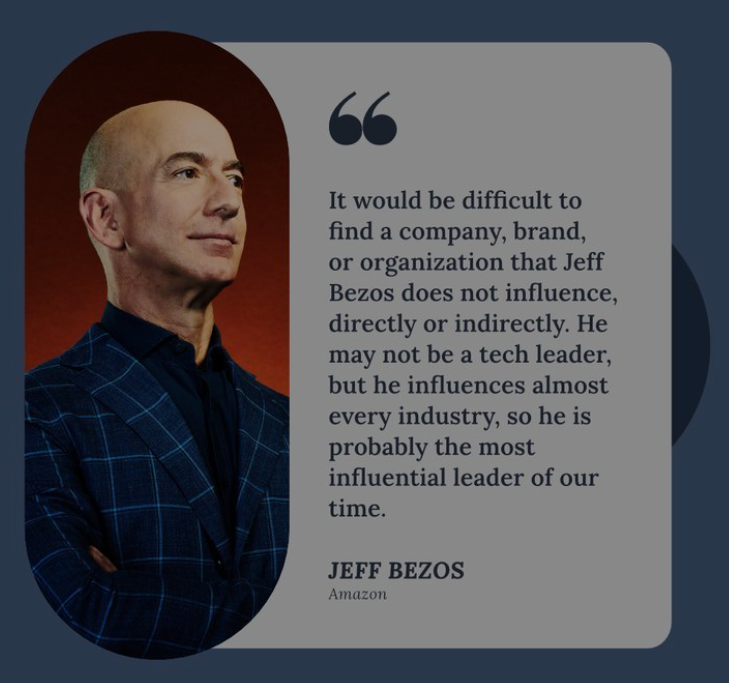 “
It would be difficult to
find a company, brand,
or organization that Jeff
Bezos does not influence,
directly or indirectly. He
may not be a tech leader,
but he influences almost
every industry, so he is
probably the most
influential leader of our
time.
JEFF BEZOS
Amazon